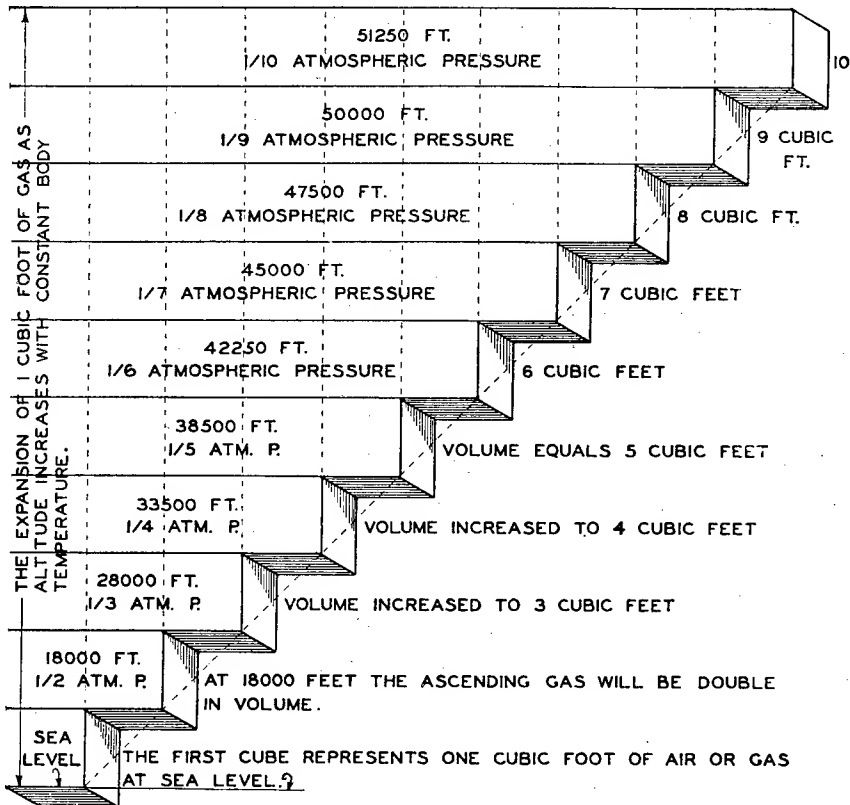 51250 FT.
1/10 ATMOSPHERIC PRESSURE
10
50000 FT.
1/9 ATMOSPHERIC PRESSURE
9 CUBIC
FT.
47500 FT.
1/8 ATMOSPHERIC PRESSURE
8 CUBIC FT.
45000 FT.
1/7 ATMOSPHERIC PRESSURE
7 CUBIC FEET
42250 FT.
1/6 ATMOSPHERIC PRESSURE
6 CUBIC FEET
38500 FT.
1/5 ATM. P.
VOLUME EQUALS 5 CUBIC FEET
33500 FT.
1/4 ATM. P.
VOLUME INCREASED TO 4 CUBIC FEET
28000 FT.
1/3 ATM. P.
VOLUME INCREASED TO 3 CUBIC FEET
18000 FT.
1/2 ATM. P.
AT 18000 FEET THE ASCENDING GAS WILL BE DOUBLE
IN VOLUME.
SEA
LEVEL
THE FIRST CUBE REPRESENTS ONE CUBIC FOOT OF AIR OR GAS
AT SEA LEVEL.
THE EXPANSION OF 1 CUBIC FOOT OF GAS AS
ALTITUDE INCREASES WITH CONSTANT BODY
TEMPERATURE.